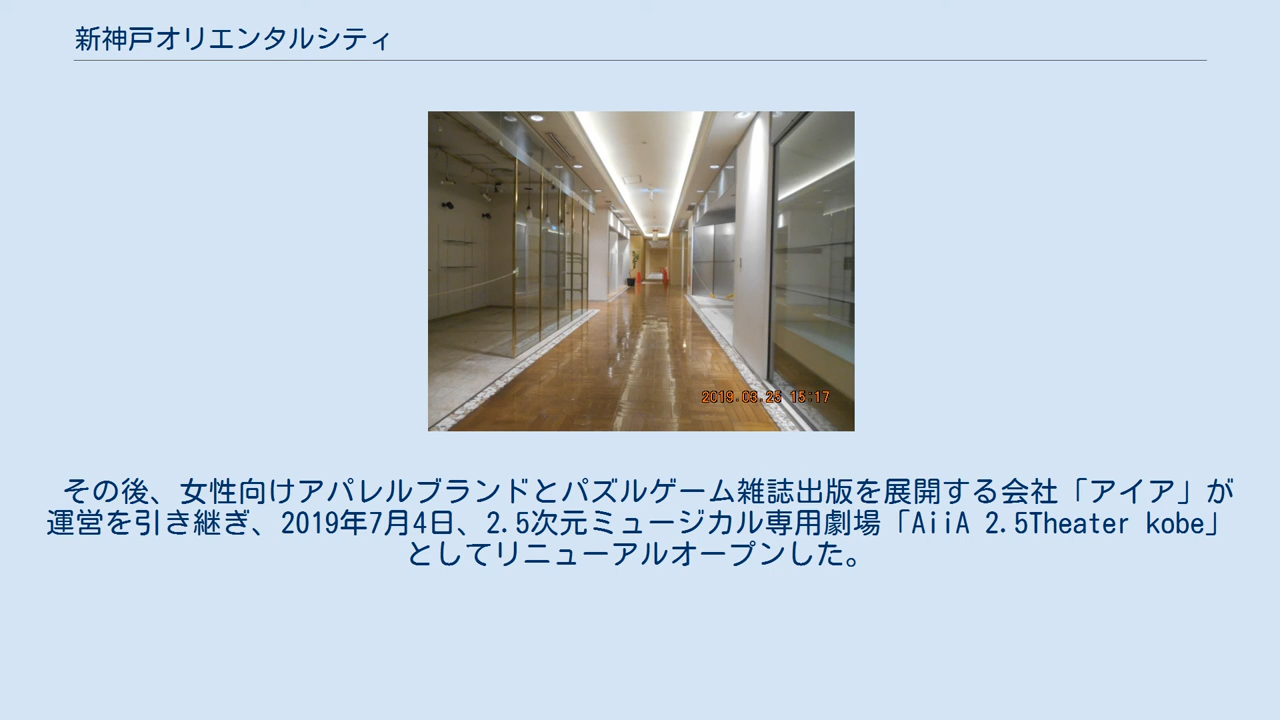 新神戸オリエンタルシティ
2019.03.25 15:17
その後、女性向けアパレルブランドとパズルゲーム雑誌出版を展開する会社「アイア」が
運営を引き継ぎ、2019年7月4日、2.5次元ミュージカル専用劇場「AiiA 2.5Theater kobe」
としてリニューアルオープンした。